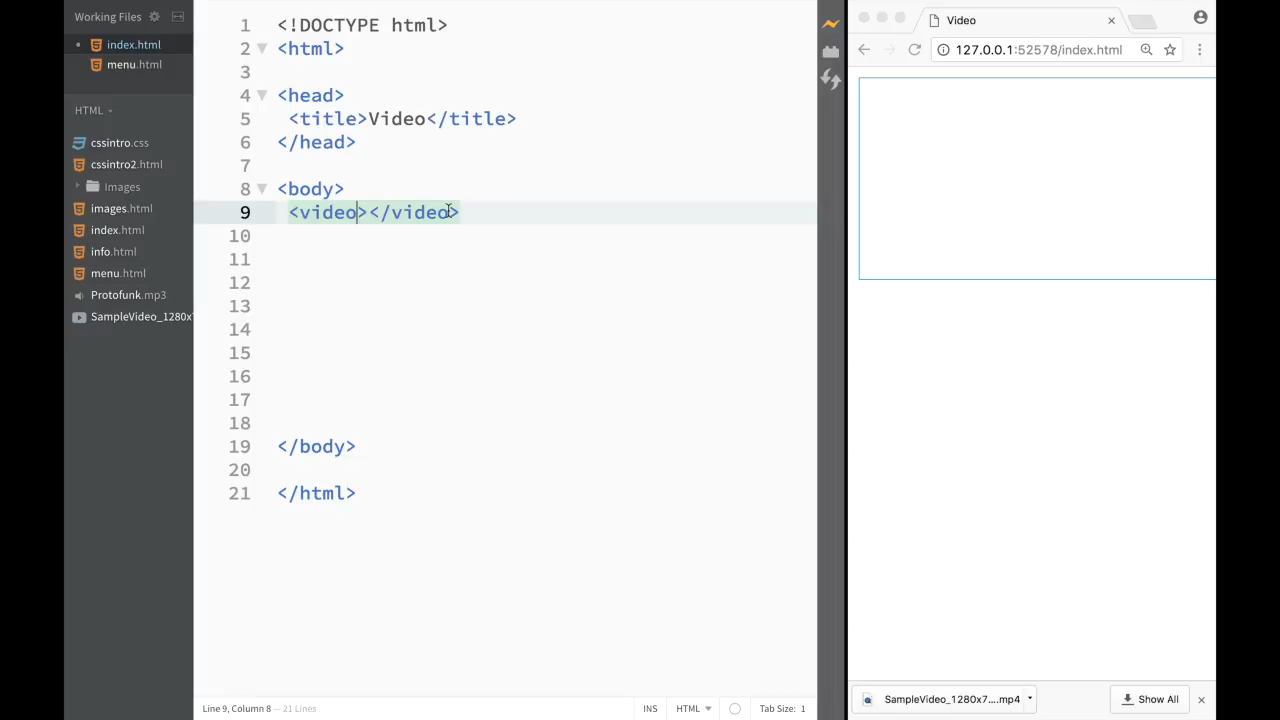 Working Files
index.html
menu.html
HTML
cssintro.css
cssintro2.html
Images
images.html
index.html
info.html
menu.html
Protofunk.mp3
SampleVideo_1280x7
1 <!DOCTYPE html>
2 <html>
3
4 <head>
5 <title>Video</title>
6 </head>
7
8 <body>
9 <video></video>
10
11
12
13
14
15
16
17
18
19 </body>
20
21 </html>
Line 9, Column 8 — 21 Lines
INS
HTML
Tab Size: 1
Video
127.0.0.1:52578/index.html
SampleVideo_1280x7....mp4
Show All